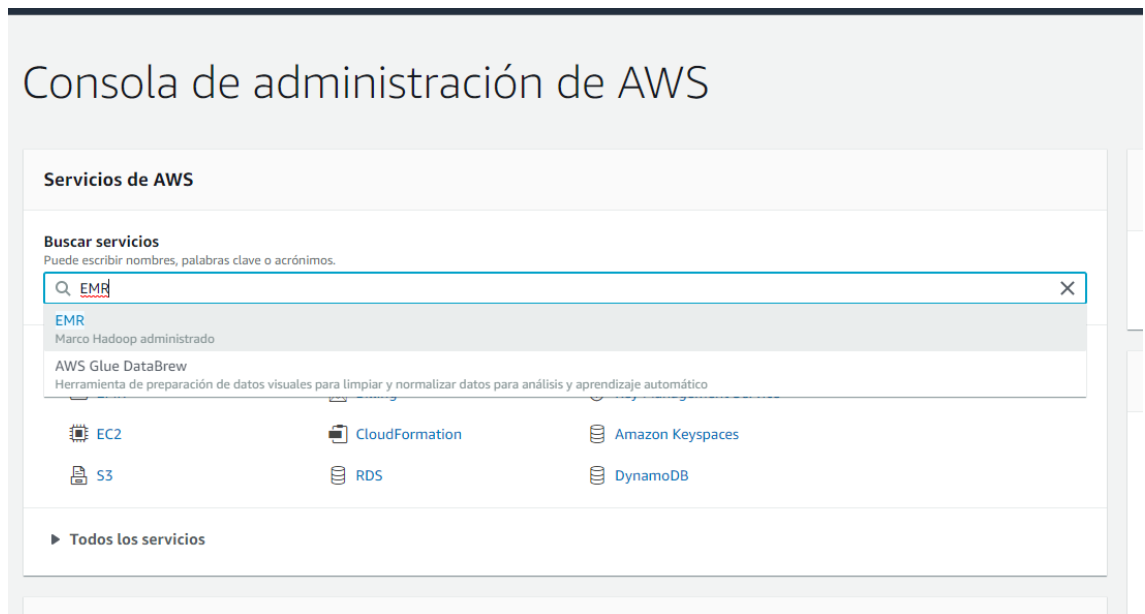 Consola de administración de AWS
Servicios de AWS
Buscar servicios
Puede escribir nombres, palabras clave o acrónimos.
EMR
EMR
Marco Hadoop administrado
AWS Glue DataBrew
Herramienta de preparación de datos visuales para limpiar y normalizar datos para análisis y aprendizaje automático
EC2 CloudFormation Amazon Keyspaces
S3 RDS DynamoDB
Todos los servicios